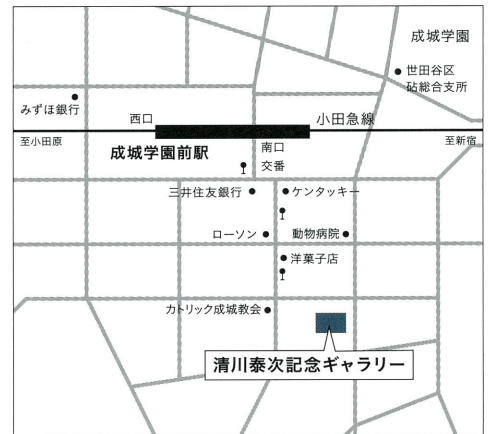 成城学園
世田谷区
砧総合支所
みずほ銀行
西口
小田急線
至小田原
至新宿
成城学園前駅
南口
交番
三井住友銀行
ケンタッキー
ローソン
動物病院
洋菓子店
カトリック成城教会
清川泰次記念ギャラリー